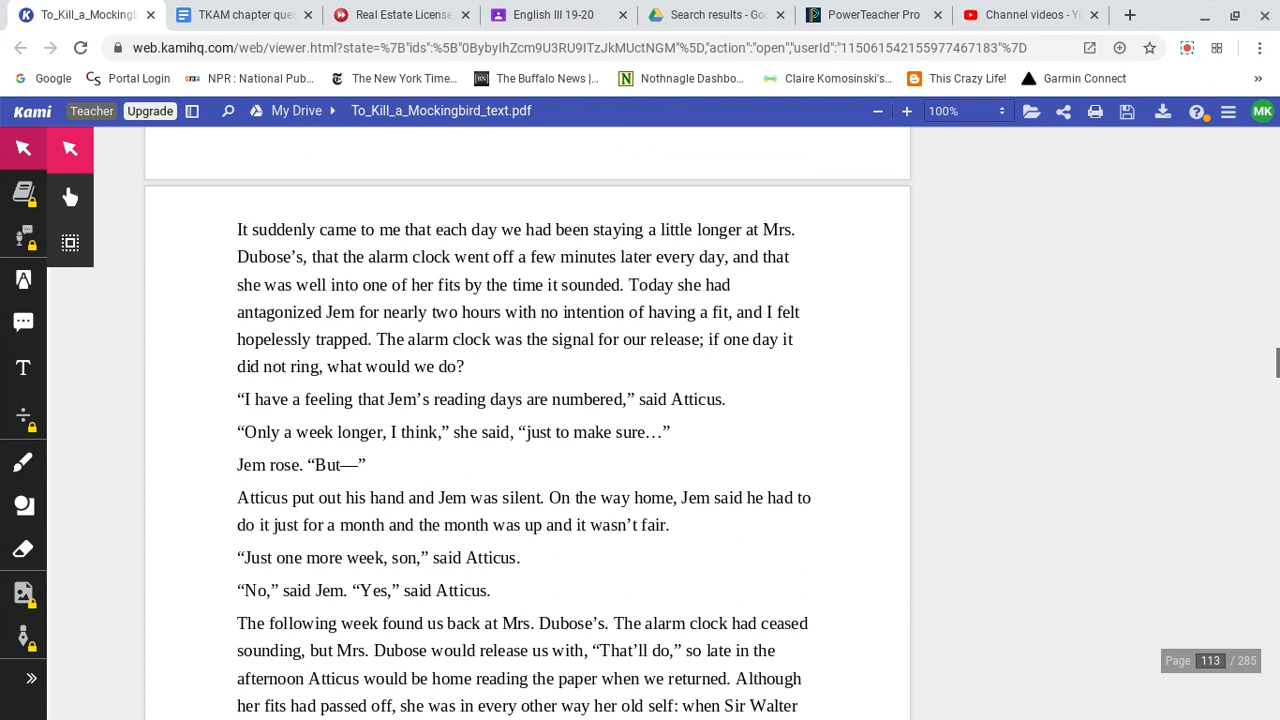 To_Kill_a_Mockingb
TKAM chapter ques
Real Estate License
English III 19-20
Search results - Goo
PowerTeacher Pro
Channel videos - Yo
web.kamihq.com/web/viewer.html?state=%7B"ids":%5B"0BybyIhZcm9U3RU9ITzJkMUctNGM"%5D,"action":"open","userId":"115061542155977467183"%7D
Google
Portal Login
NPR : National Pub...
The New York Time...
The Buffalo News |...
Nothnagle Dashbo...
Claire Komosinski's...
This Crazy Life!
Garmin Connect
»
Kami Teacher Upgrade My Drive To_Kill_a_Mockingbird_text.pdf 100% MK
It suddenly came to me that each day we had been staying a little longer at Mrs.
Dubose’s, that the alarm clock went off a few minutes later every day, and that
she was well into one of her fits by the time it sounded. Today she had
antagonized Jem for nearly two hours with no intention of having a fit, and I felt
hopelessly trapped. The alarm clock was the signal for our release; if one day it
did not ring, what would we do?
“I have a feeling that Jem’s reading days are numbered,” said Atticus.
“Only a week longer, I think,” she said, “just to make sure…”
Jem rose. “But—”
Atticus put out his hand and Jem was silent. On the way home, Jem said he had to
do it just for a month and the month was up and it wasn’t fair.
“Just one more week, son,” said Atticus.
“No,” said Jem. “Yes,” said Atticus.
The following week found us back at Mrs. Dubose’s. The alarm clock had ceased
sounding, but Mrs. Dubose would release us with, “That’ll do,” so late in the
afternoon Atticus would be home reading the paper when we returned. Although
her fits had passed off, she was in every other way her old self: when Sir Walter
Page 113 / 285